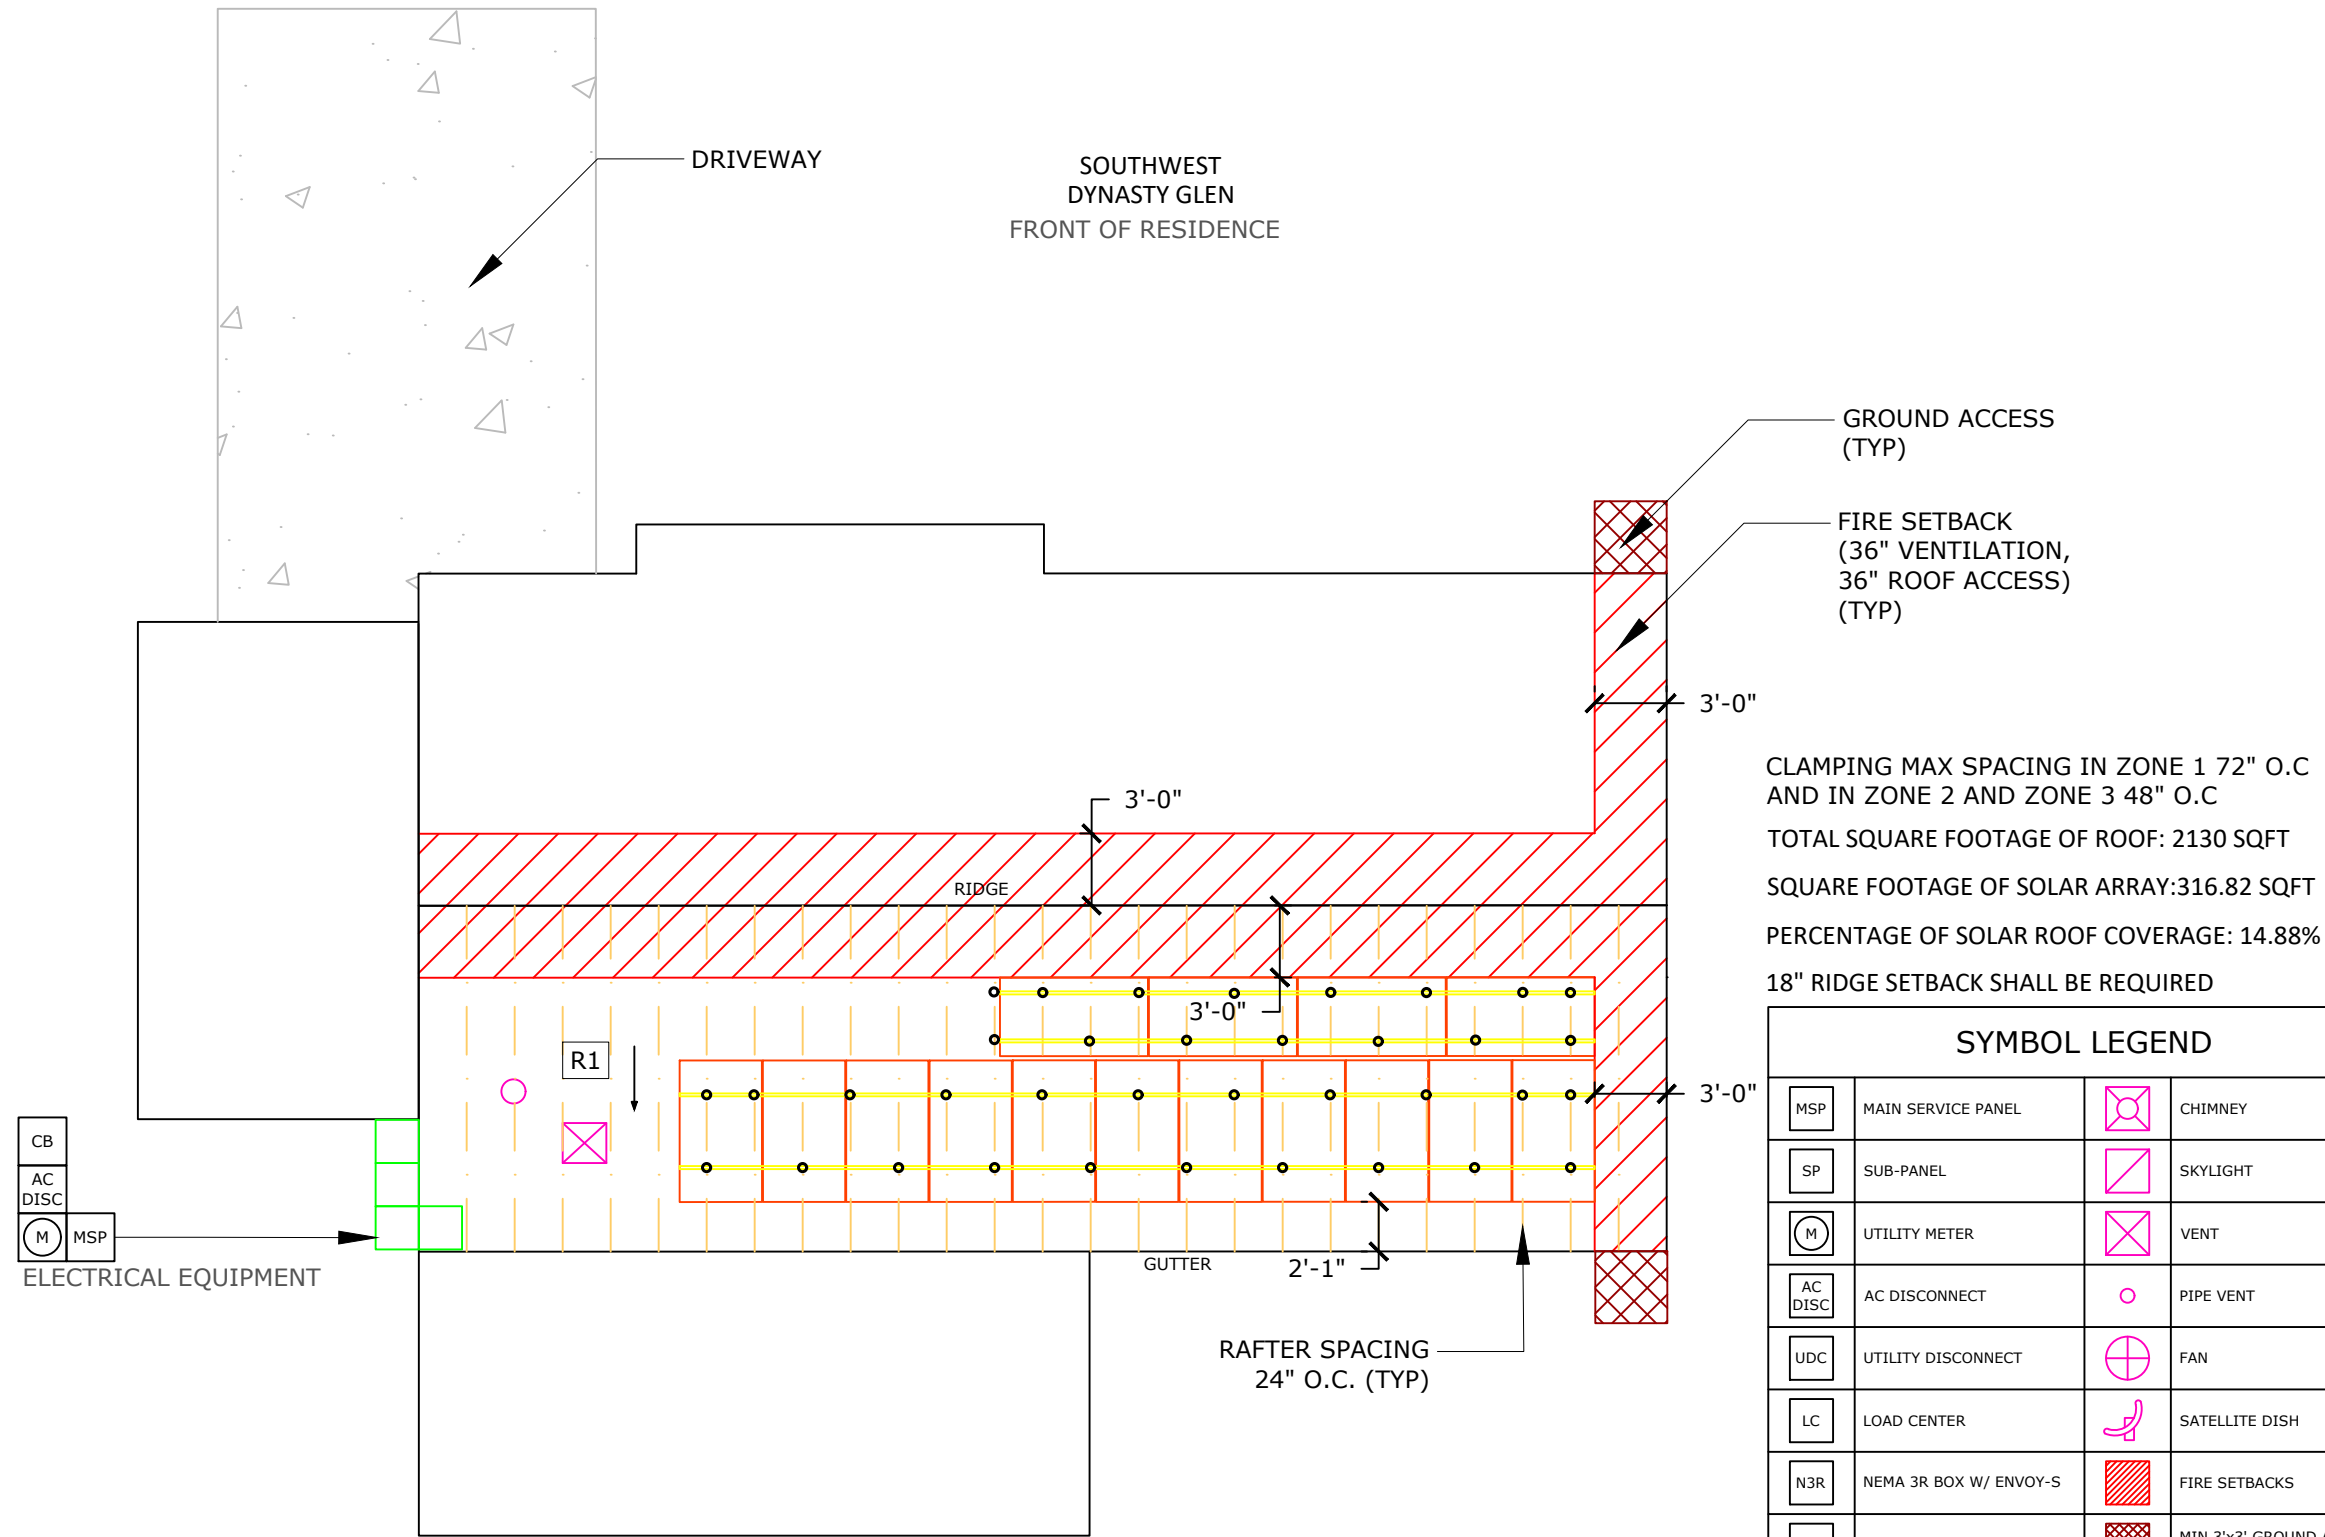 DRIVEWAY
SOUTHWEST
DYNASTY GLEN
FRONT OF RESIDENCE
GROUND ACCESS
(TYP)
FIRE SETBACK
(36" VENTILATION,
36" ROOF ACCESS)
(TYP)
3'-0"
CLAMPING MAX SPACING IN ZONE 1 72" O.C
AND IN ZONE 2 AND ZONE 3 48" O.C
TOTAL SQUARE FOOTAGE OF ROOF: 2130 SQFT
SQUARE FOOTAGE OF SOLAR ARRAY:316.82 SQFT
PERCENTAGE OF SOLAR ROOF COVERAGE: 14.88%
18" RIDGE SETBACK SHALL BE REQUIRED
3'-0"
RIDGE
3'-0"
R1
3'-0"
CB
AC
DISC
M MSP
ELECTRICAL EQUIPMENT
GUTTER
2'-1"
RAFTER SPACING
24" O.C. (TYP)
SYMBOL LEGEND
MSP MAIN SERVICE PANEL CHIMNEY
SP SUB-PANEL SKYLIGHT
M UTILITY METER VENT
AC
DISC AC DISCONNECT PIPE VENT
UDC UTILITY DISCONNECT FAN
LC LOAD CENTER SATELLITE DISH
N3R NEMA 3R BOX W/ ENVOY-S FIRE SETBACKS
MIN 3'x3' GROUND